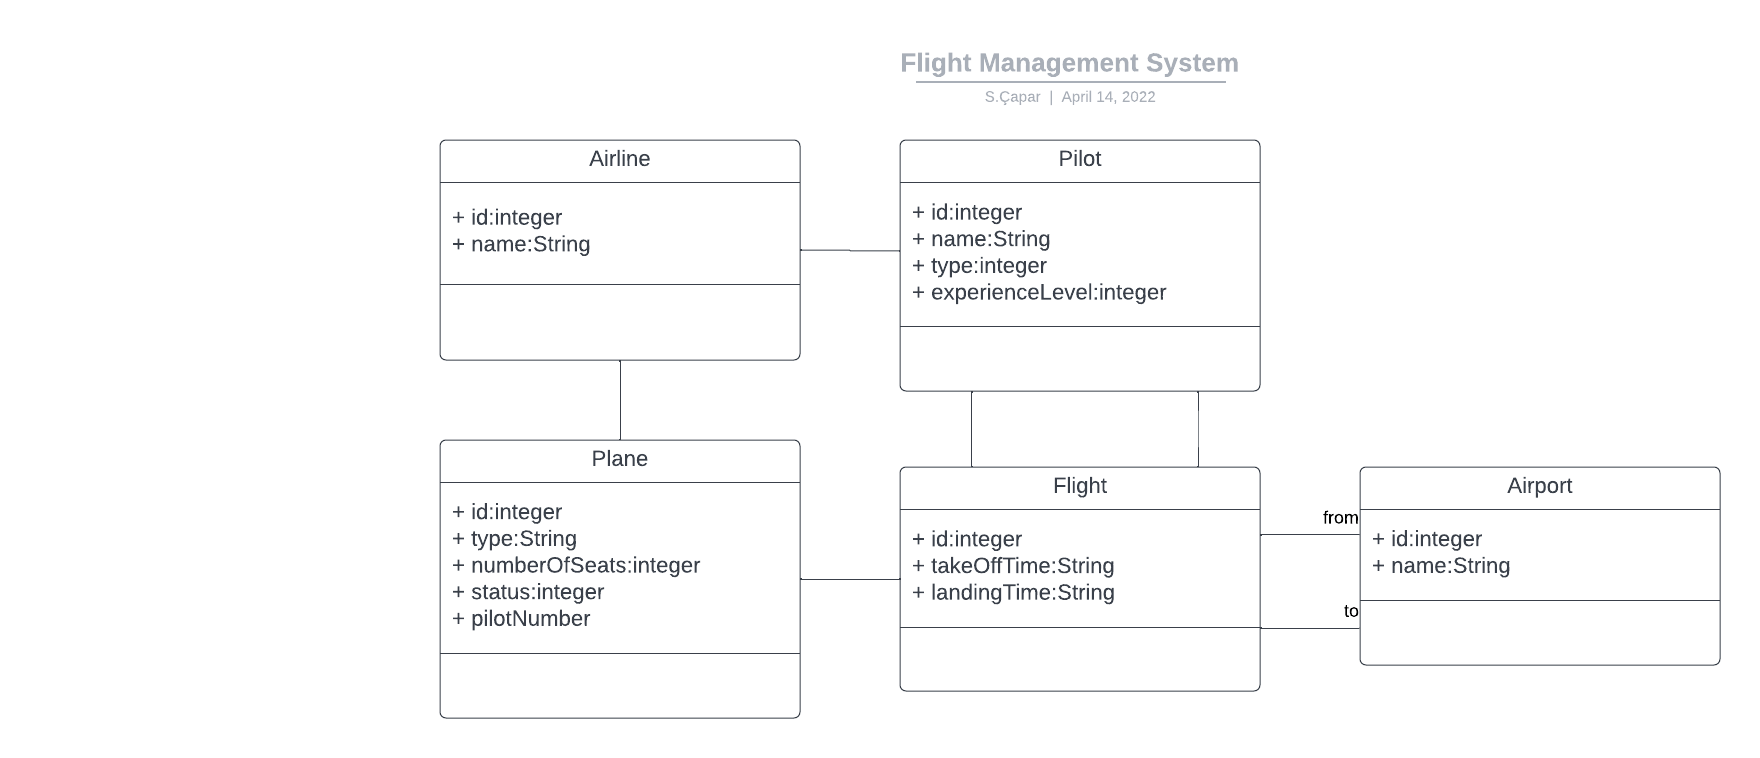 Flight Management System
S.Çapar | April 14, 2022
Airline
+ id:integer
+ name:String
Pilot
+ id:integer
+ name:String
+ type:integer
+ experienceLevel:integer
Plane
+ id:integer
+ type:String
+ numberOfSeats:integer
+ status:integer
+ pilotNumber
Flight
+ id:integer
+ takeOffTime:String
+ landingTime:String
from
to
Airport
+ id:integer
+ name:String